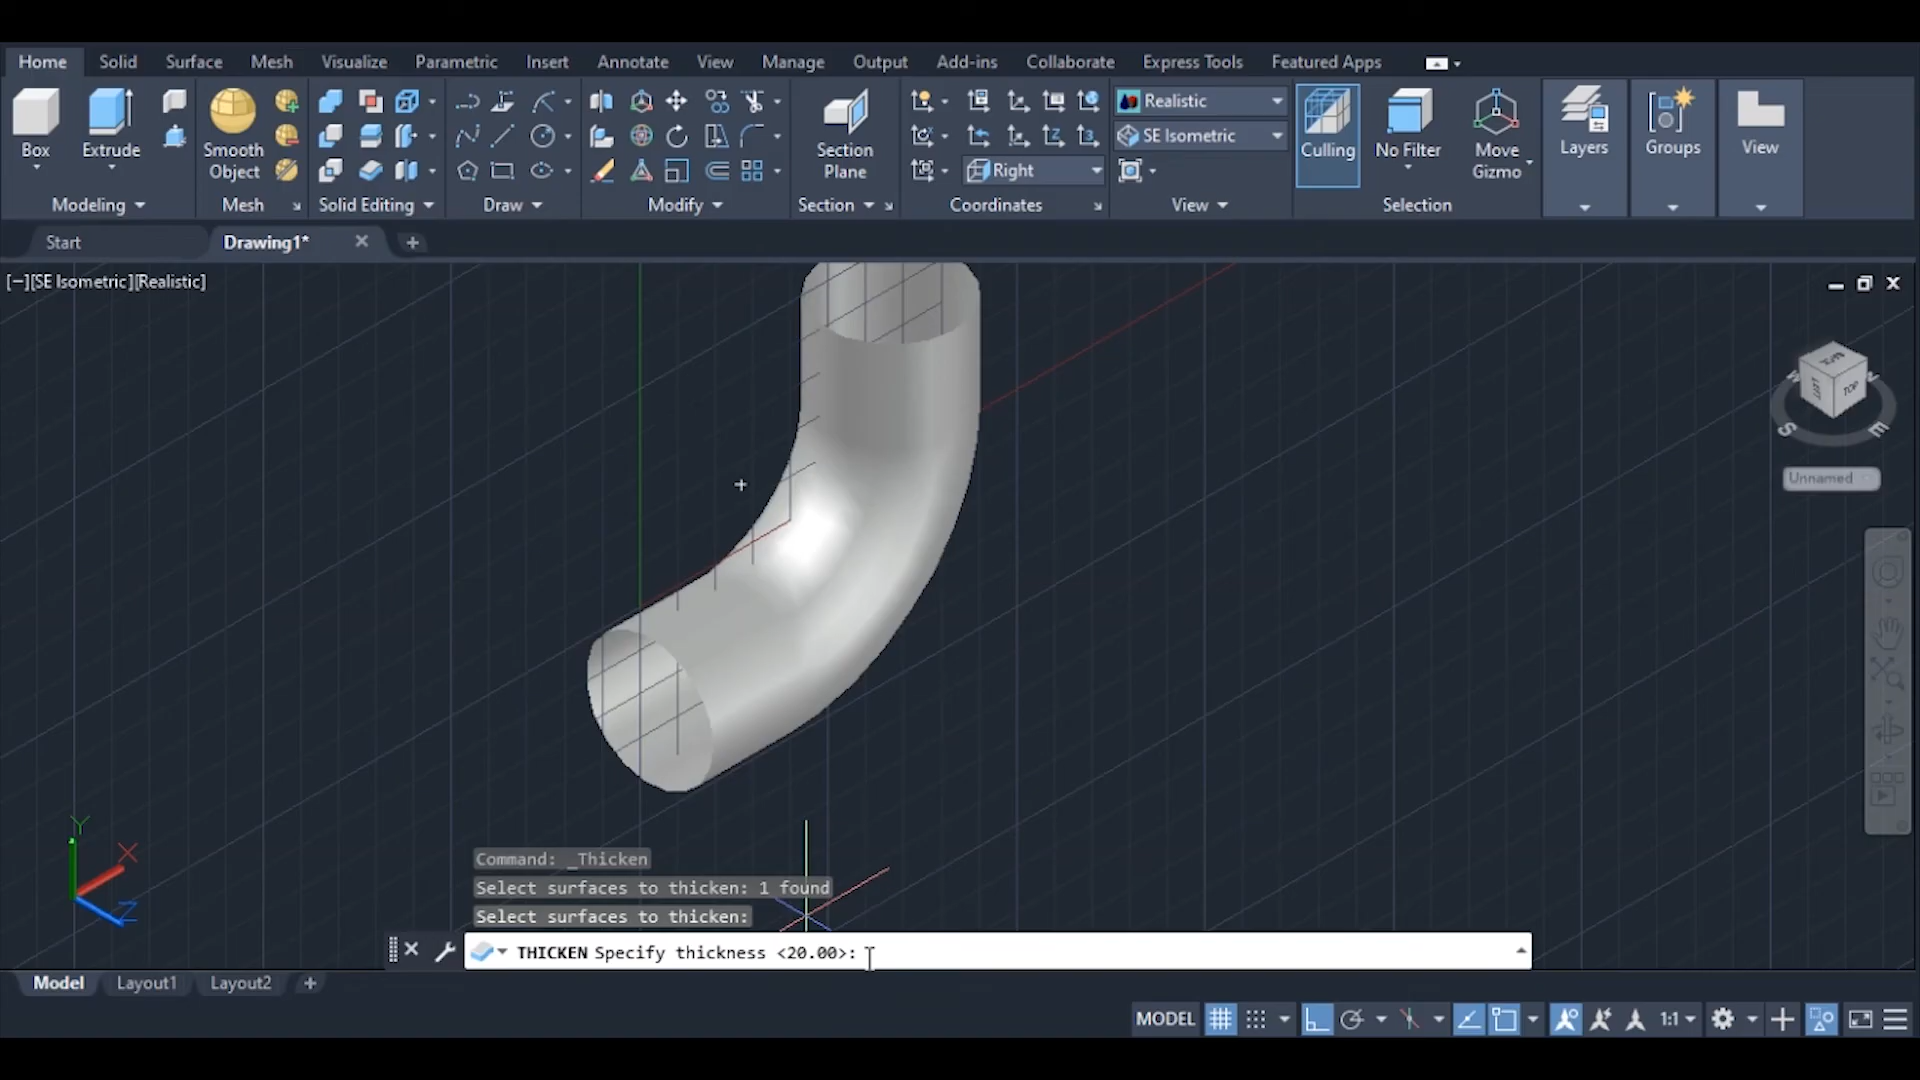 Home Solid Surface Mesh Visualize Parametric Insert Annotate View Manage Output Add-ins Collaborate Express Tools Featured Apps
Box
Extrude
Smooth
Object
Section
Plane
Realistic
SE Isometric
Right
Culling
No Filter
Move
Gizmo
Layers
Groups
View
Modeling Mesh Solid Editing Draw Modify Section Coordinates View Selection
Start
Drawing1*
[−][SE Isometric][Realistic]
LEFT
TOP
S
E
Unnamed
Y
X
Z
Command: _Thicken
Select surfaces to thicken: 1 found
Select surfaces to thicken:
THICKEN Specify thickness <20.00>:
Model Layout1 Layout2
MODEL
1:1